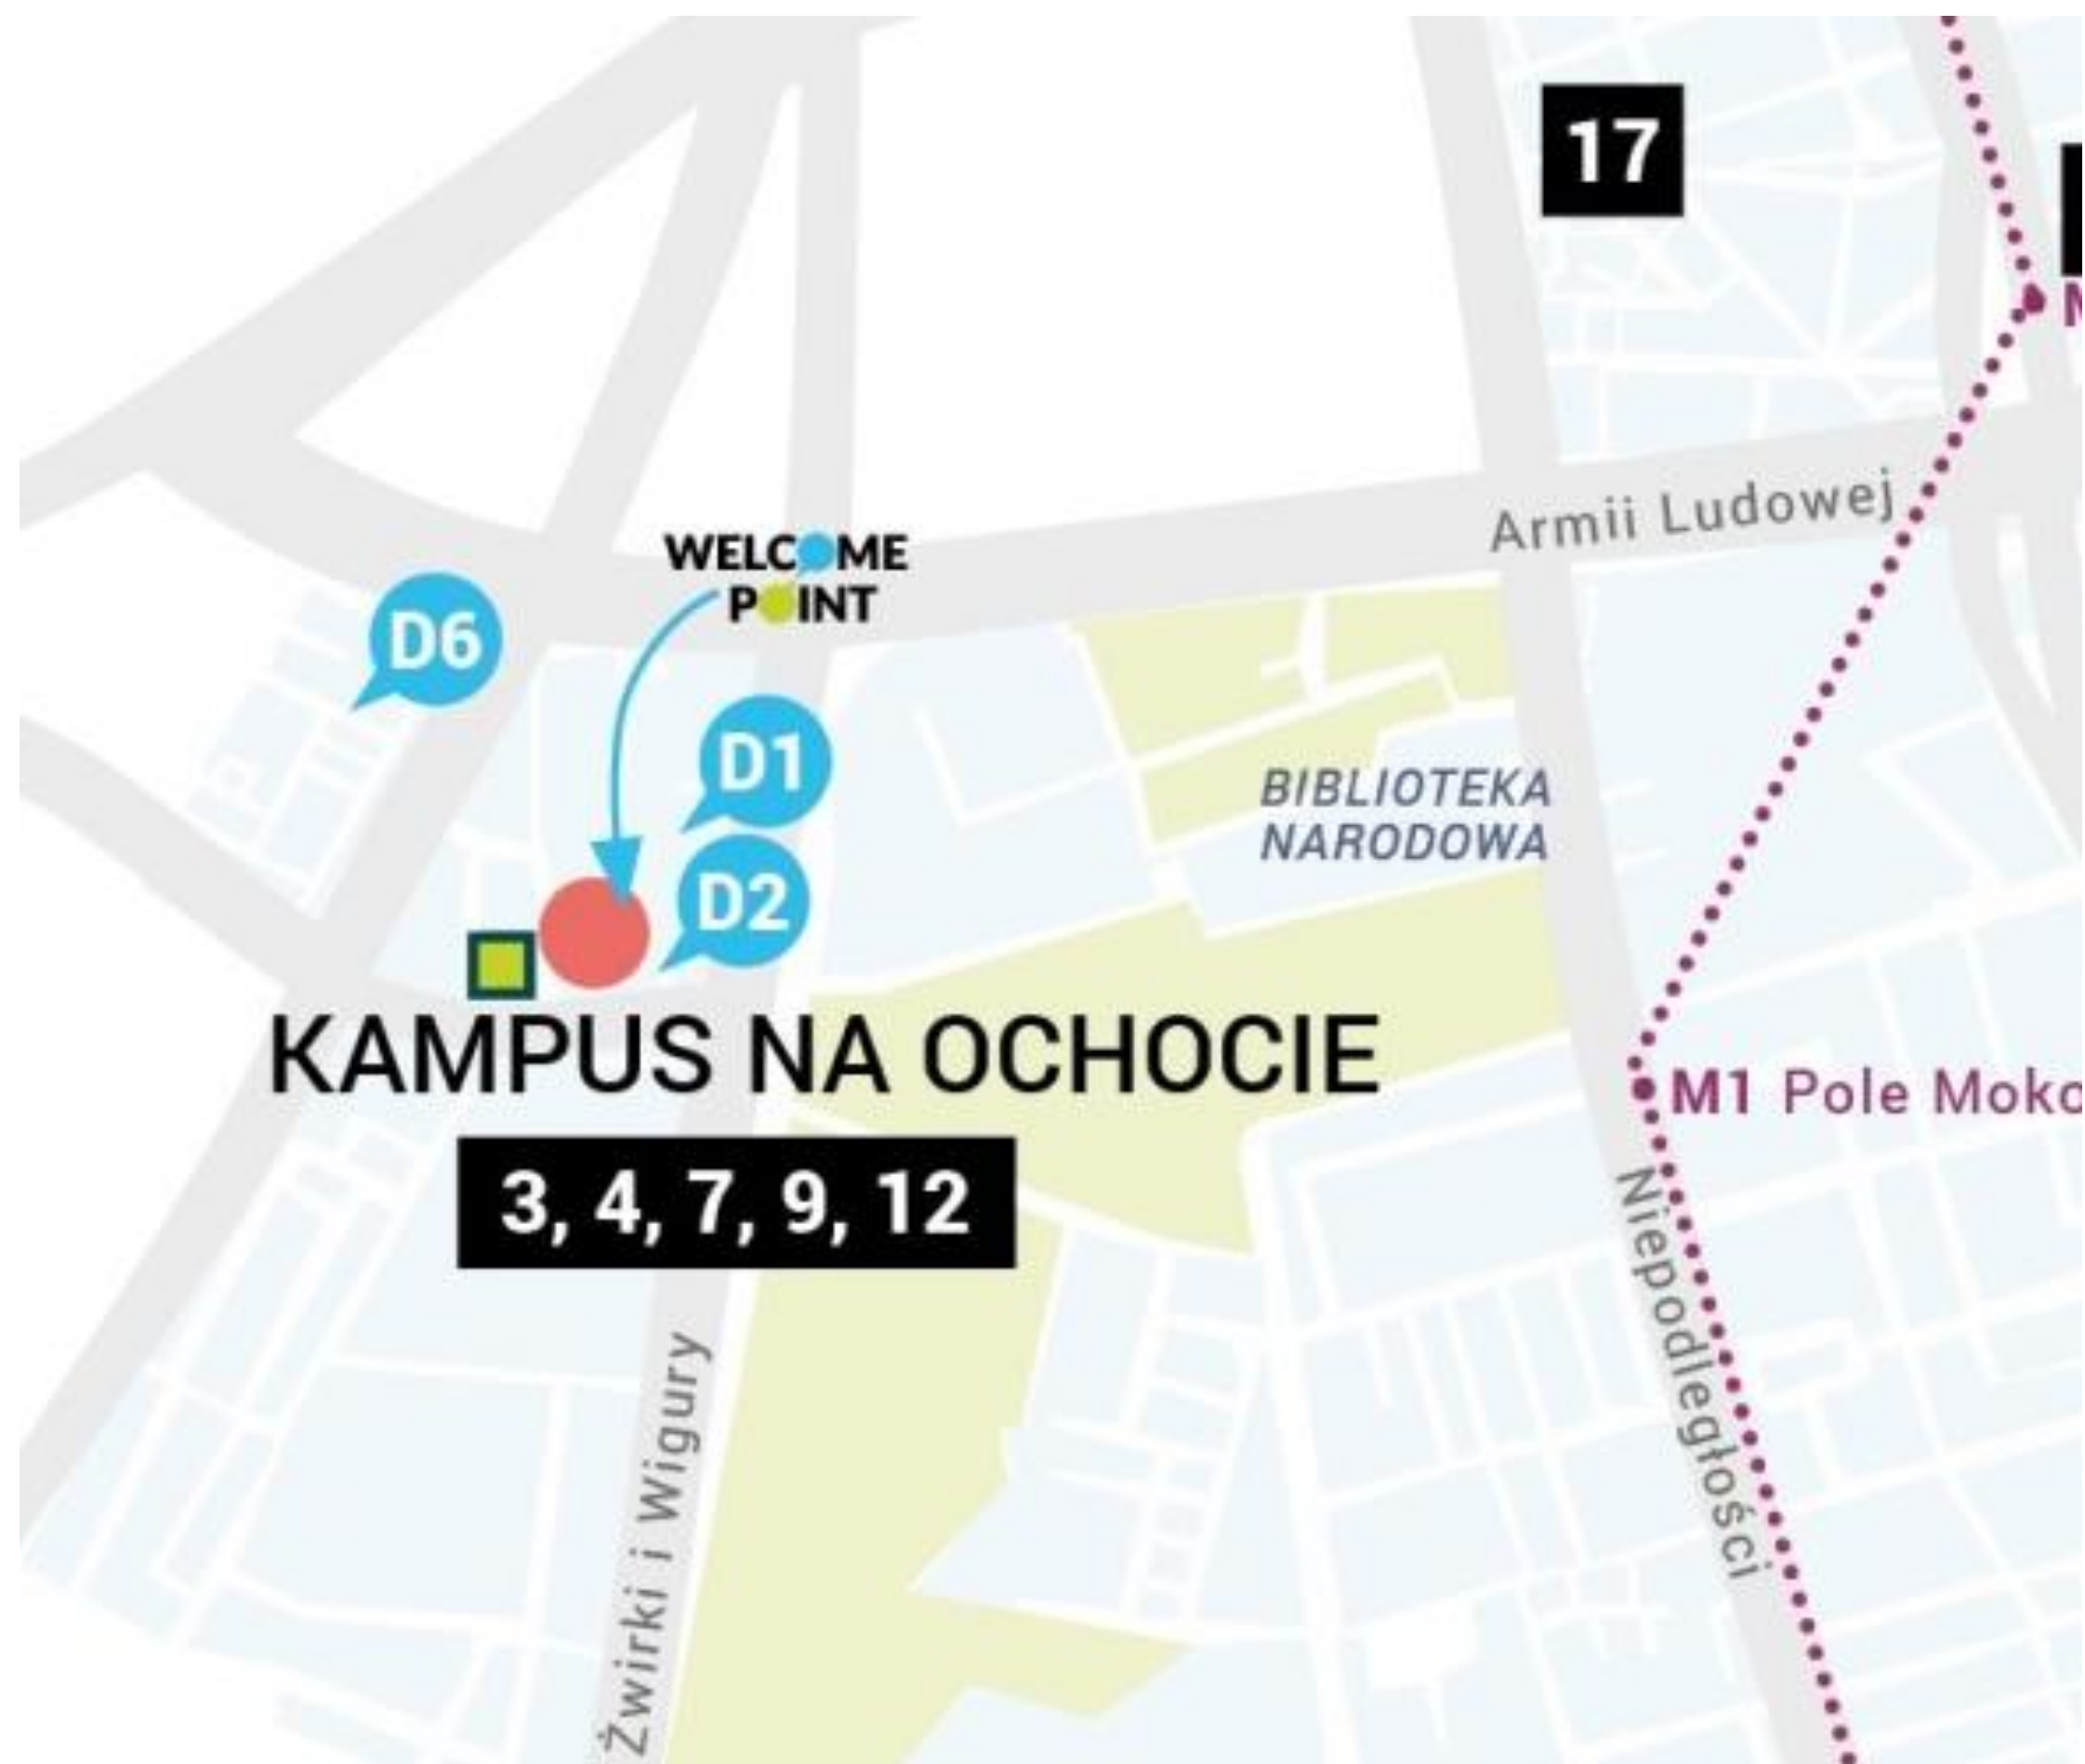 17
Armii Ludowej
WELCOME
POINT
D6
D1
BIBLIOTEKA
NARODOWA
D2
KAMPUS NA OCHOCIE
M1 Pole Moko
3, 4, 7, 9, 12
Niepodległości
Żwirki i Wigury